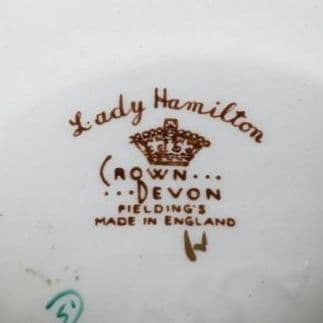 Lady Hamilton
CROWN...
...DEVON
FIELDING'S
MADE IN ENGLAND